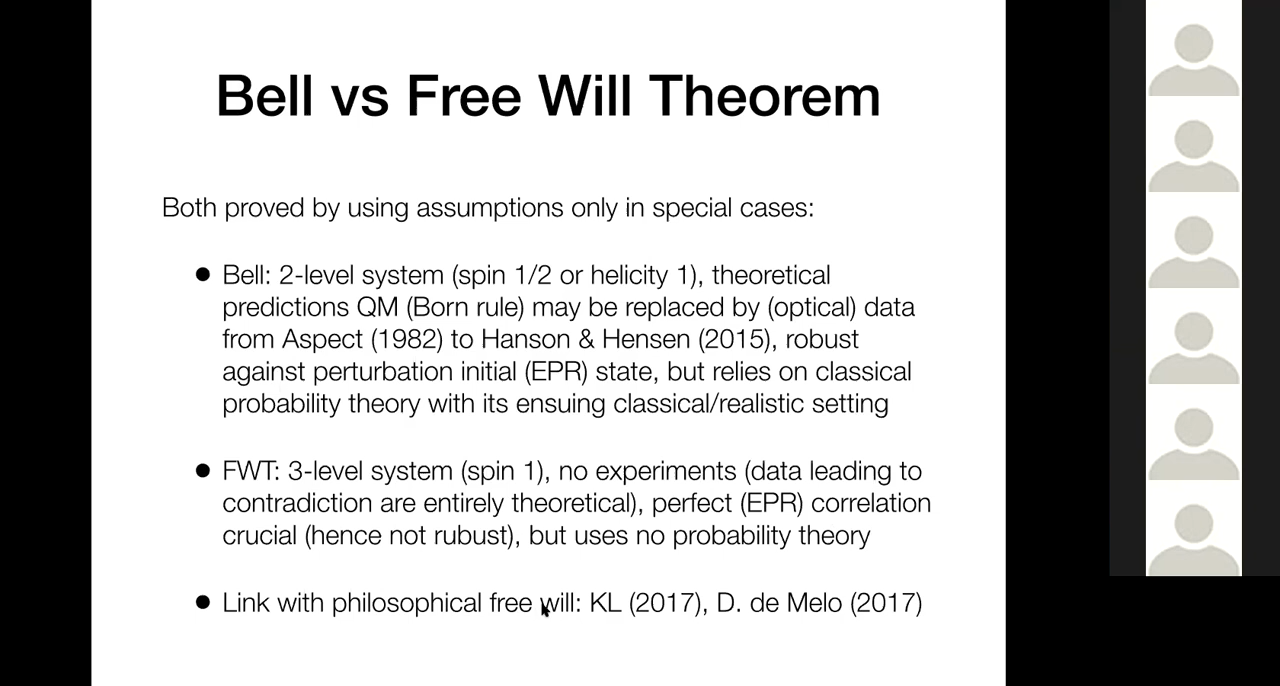 Bell vs Free Will Theorem
Both proved by using assumptions only in special cases:
● Bell: 2-level system (spin 1/2 or helicity 1), theoretical
predictions QM (Born rule) may be replaced by (optical) data
from Aspect (1982) to Hanson & Hensen (2015), robust
against perturbation initial (EPR) state, but relies on classical
probability theory with its ensuing classical/realistic setting
● FWT: 3-level system (spin 1), no experiments (data leading to
contradiction are entirely theoretical), perfect (EPR) correlation
crucial (hence not rubust), but uses no probability theory
● Link with philosophical free will: KL (2017), D. de Melo (2017)